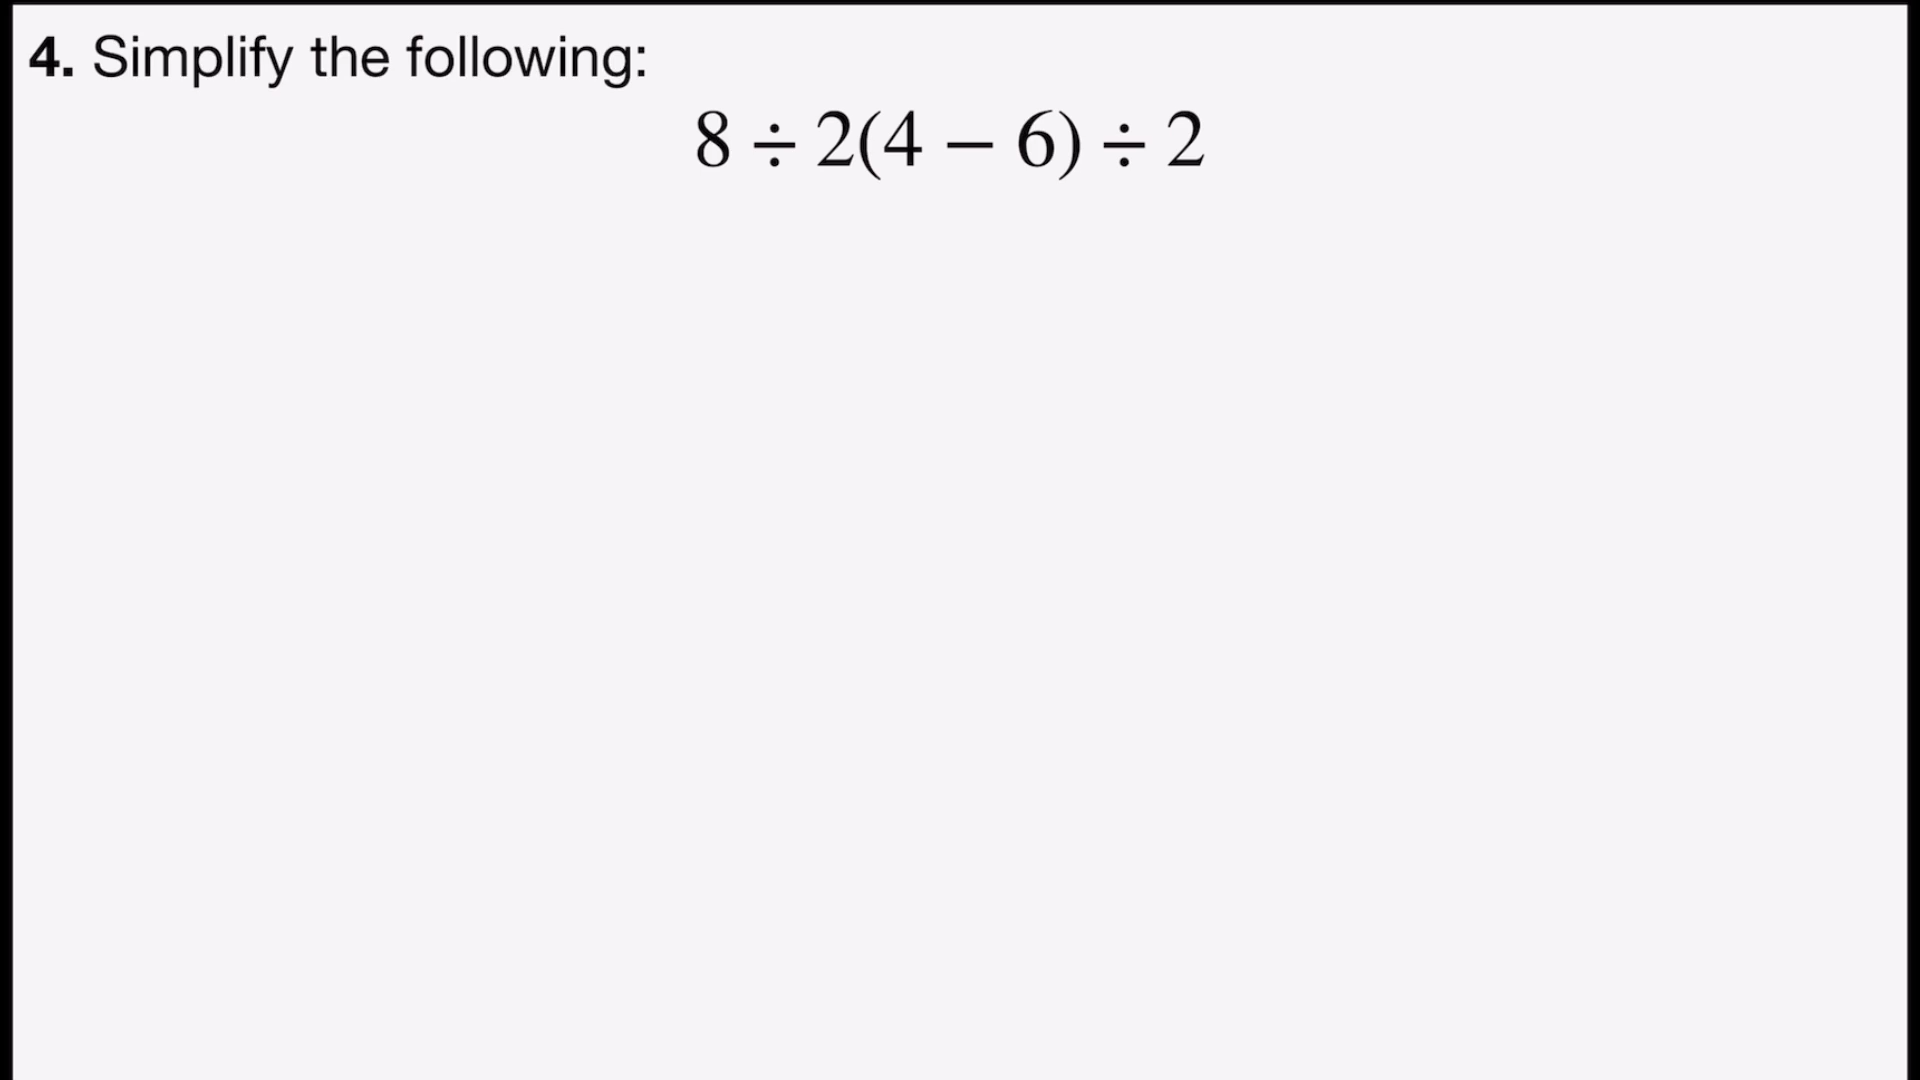 4. Simplify the following:
8 ÷ 2(4 − 6) ÷ 2